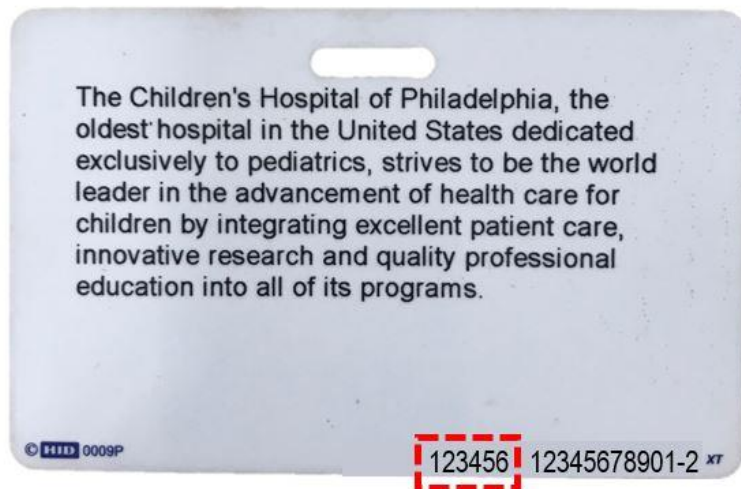 The Children's Hospital of Philadelphia, the
oldest hospital in the United States dedicated
exclusively to pediatrics, strives to be the world
leader in the advancement of health care for
children by integrating excellent patient care,
innovative research and quality professional
education into all of its programs.
© HID 0009P
123456 12345678901-2 XT